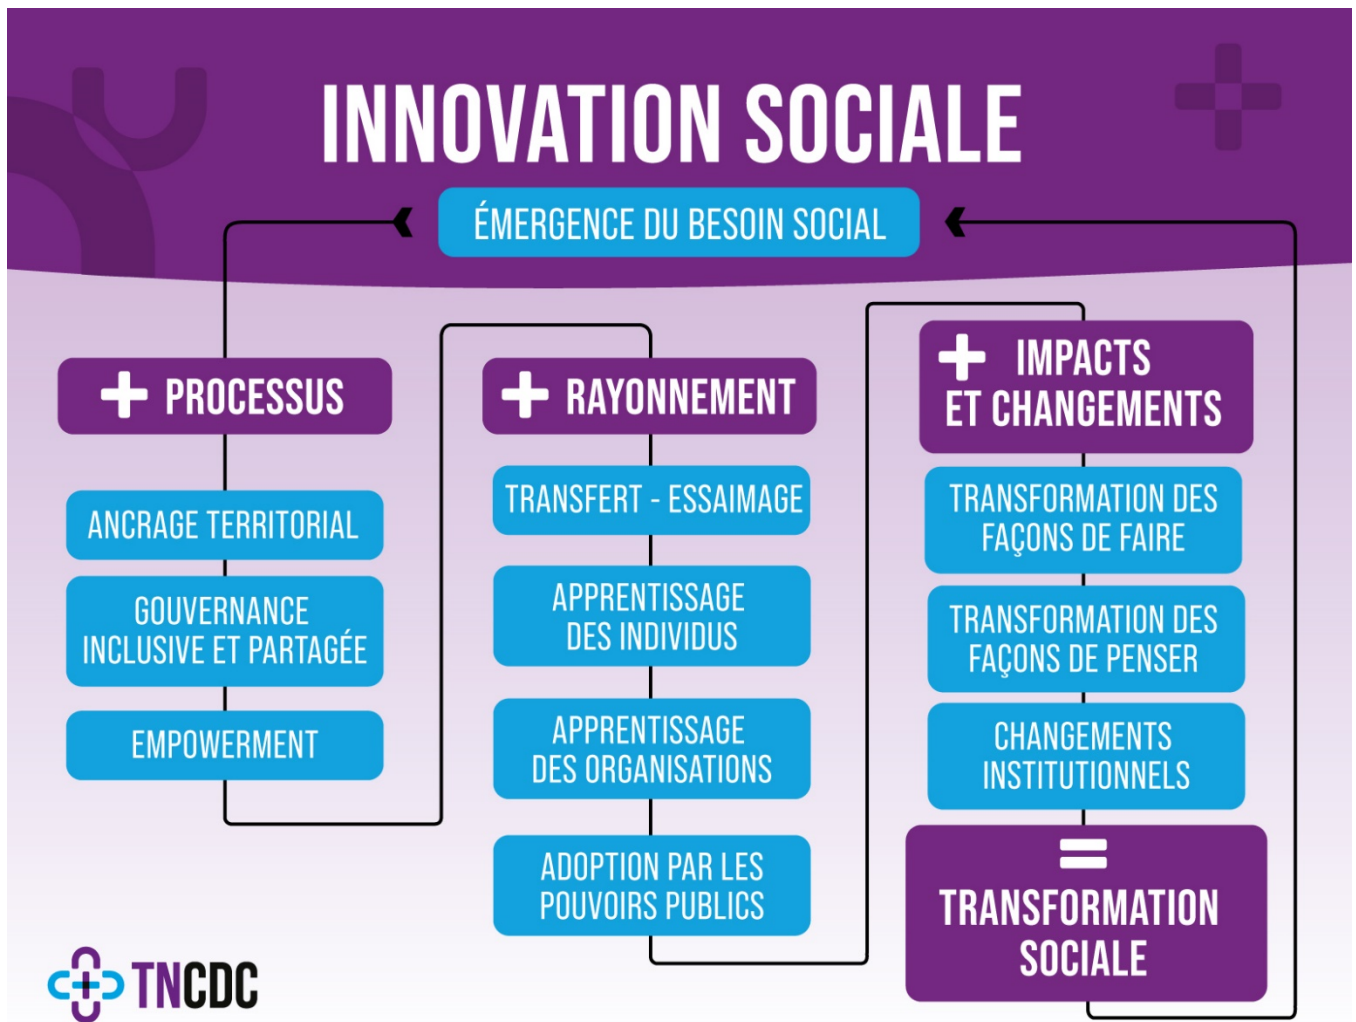 INNOVATION SOCIALE
ÉMERGENCE DU BESOIN SOCIAL
+ PROCESSUS
ANCRAGE TERRITORIAL
GOUVERNANCE
INCLUSIVE ET PARTAGÉE
EMPOWERMENT
+ RAYONNEMENT
TRANSFERT - ESSAIMAGE
APPRENTISSAGE
DES INDIVIDUS
APPRENTISSAGE
DES ORGANISATIONS
ADOPTION PAR LES
POUVOIRS PUBLICS
+ IMPACTS
ET CHANGEMENTS
TRANSFORMATION DES
FAÇONS DE FAIRE
TRANSFORMATION DES
FAÇONS DE PENSER
CHANGEMENTS
INSTITUTIONNELS
=
TRANSFORMATION
SOCIALE
TNCDC